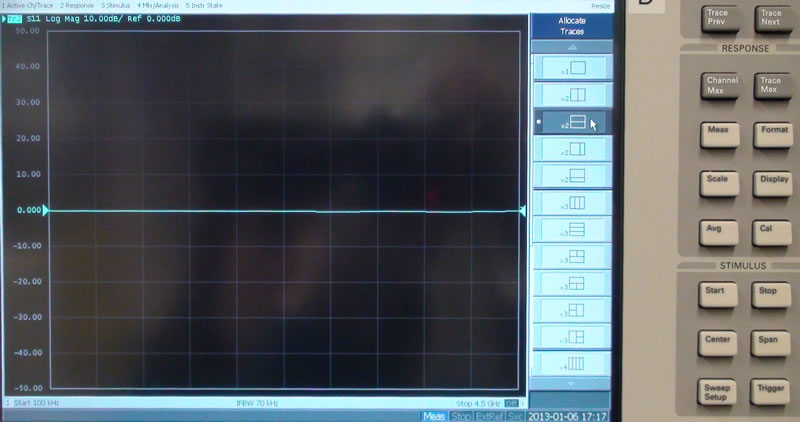 1 Active Ch/Trace 2 Response 3 Stimulus 4 Mkr/Analysis 5 Instr State
Resize
Tr2 S11 Log Mag 10.00dB/ Ref 0.000dB
50.00
40.00
30.00
20.00
10.00
0.000
-10.00
-20.00
-30.00
-40.00
-50.00
1 Start 100 kHz IFBW 70 kHz Stop 4.5 GHz Off !
Meas Stop ExtRef Svc 2013-01-06 17:17
Allocate
Traces
x1
x2
x2
x2
x2
x3
x3
x3
x3
x3
x3
x4
Trace
Prev
Trace
Next
RESPONSE
Channel
Max
Trace
Max
Meas
Format
Scale
Display
Avg
Cal
STIMULUS
Start
Stop
Center
Span
Sweep
Setup
Trigger